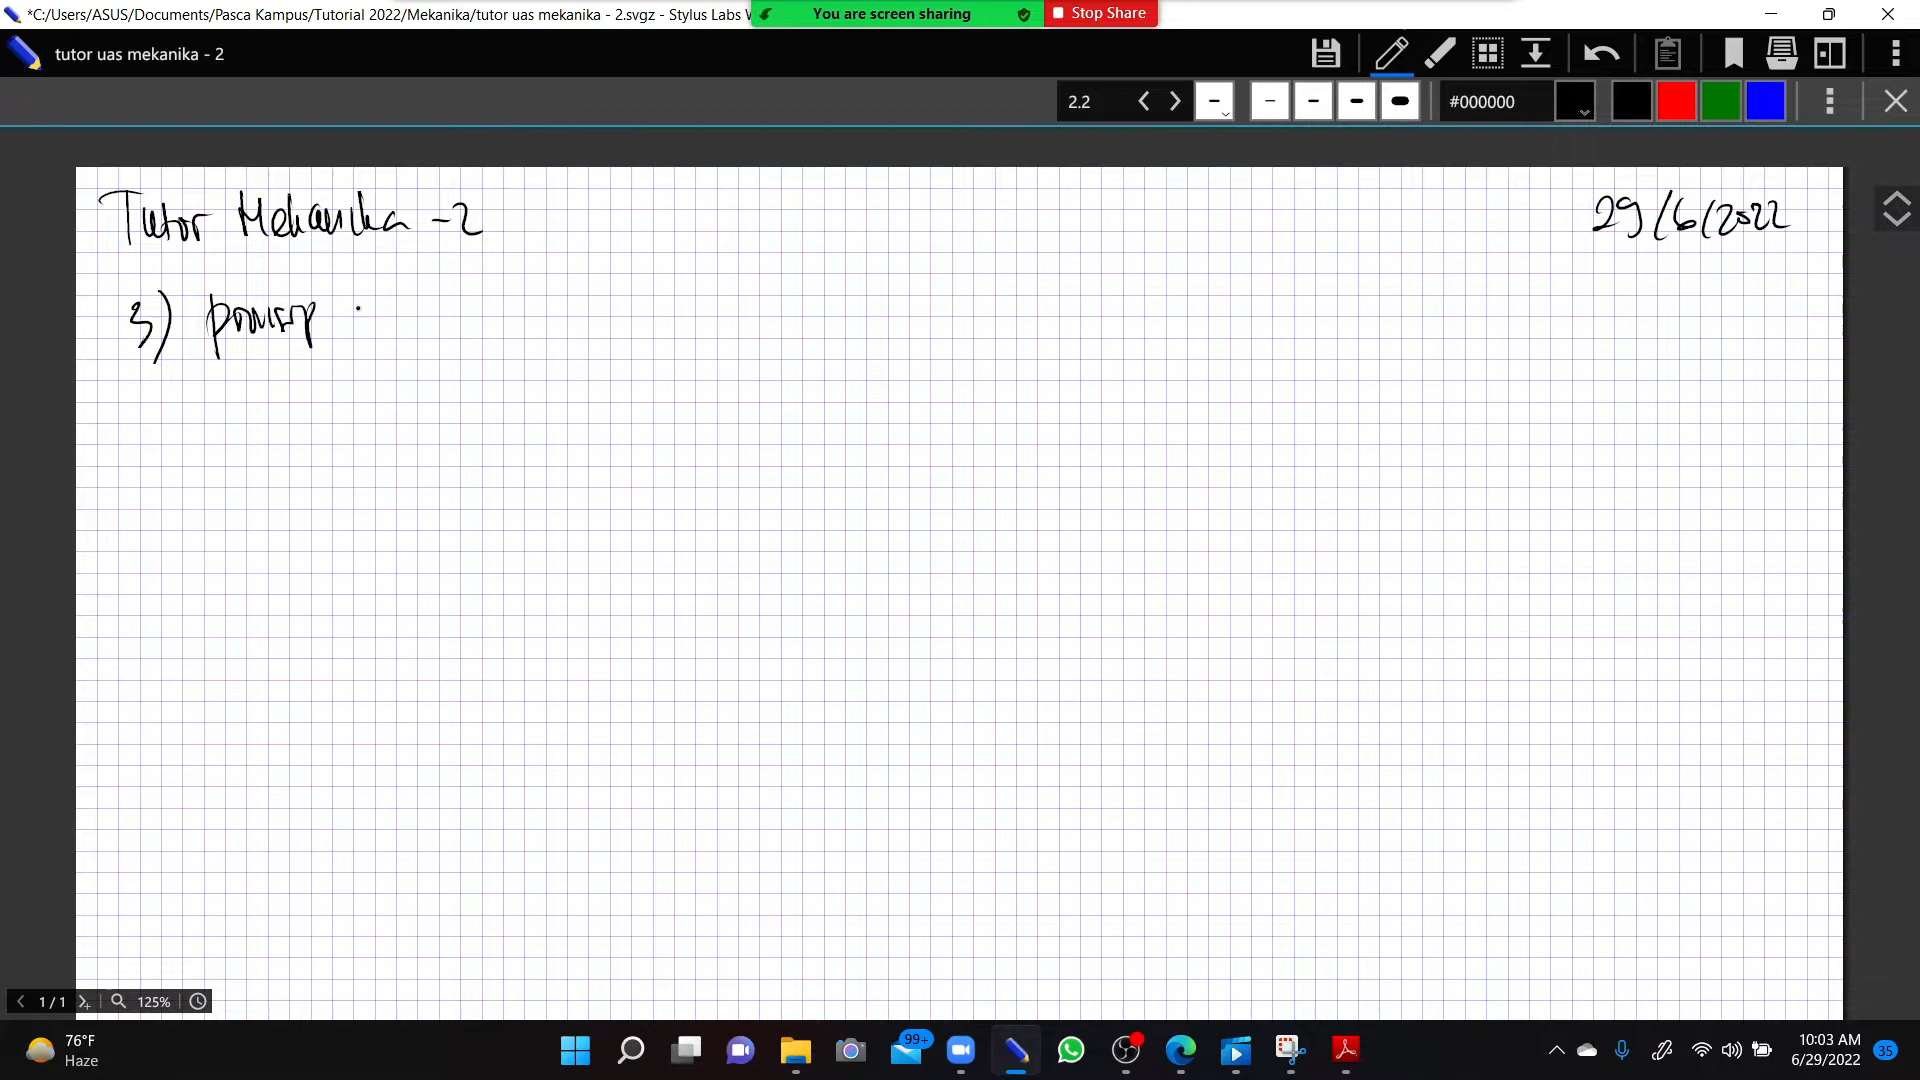 *C:/Users/ASUS/Documents/Pasca Kampus/Tutorial 2022/Mekanika/tutor uas mekanika - 2.svgz - Stylus Labs W
You are screen sharing
Stop Share
tutor uas mekanika - 2
2.2
#000000
Tutor Mekanika -2
29/6/2022
3)
1 / 1
125%
76°F
Haze
99+
10:03 AM
6/29/2022
35